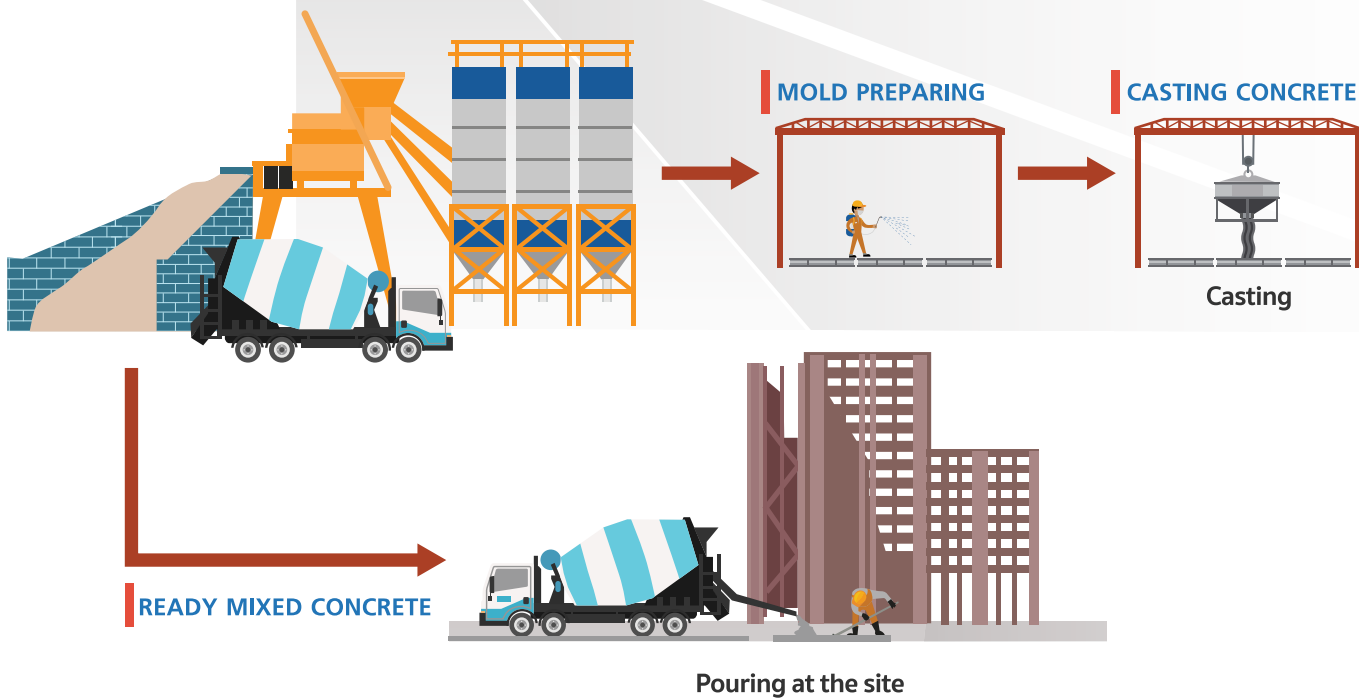 MOLD PREPARING
CASTING CONCRETE
Casting
READY MIXED CONCRETE
Pouring at the site